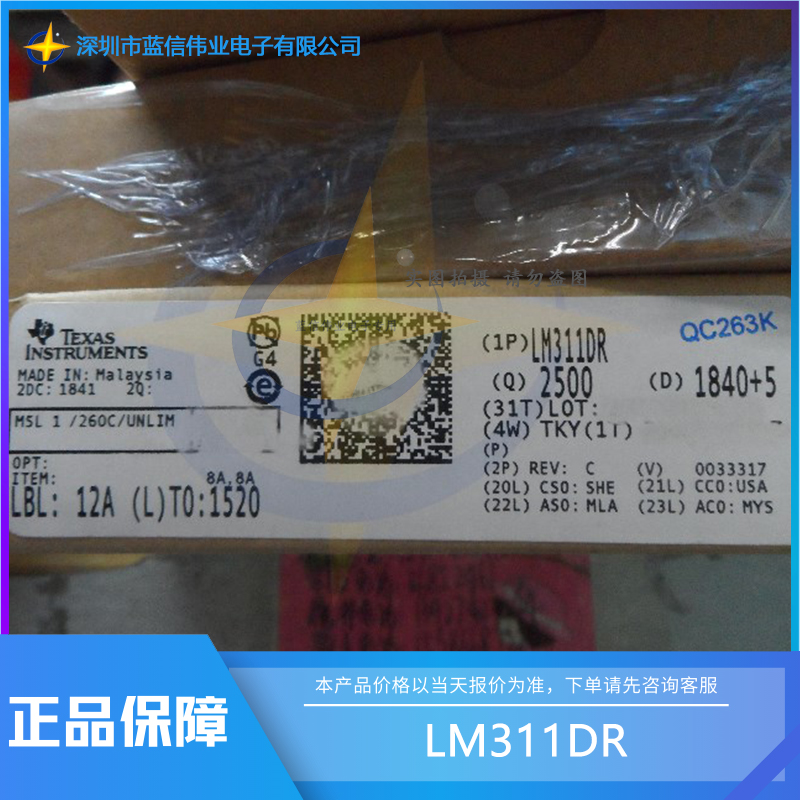 深圳市蓝信伟业电子有限公司
实图拍摄 请勿盗图
TEXAS
INSTRUMENTS
MADE IN: Malaysia
2DC: 1841 2Q:
MSL 1 /260C/UNLIM
OPT:
ITEM: 8A,8A
LBL: 12A (L)TO:1520
Pb
G4
e
(1P)LM311DR
QC263K
(Q) 2500 (D) 1840+5
(31T)LOT:
(4W) TKY(1T)
(P)
(2P) REV: C (V) 0033317
(20L) CSO: SHE (21L) CCO:USA
(22L) ASO: MLA (23L) ACO: MYS
正品保障
本产品价格以当天报价为准，下单请先咨询客服
LM311DR